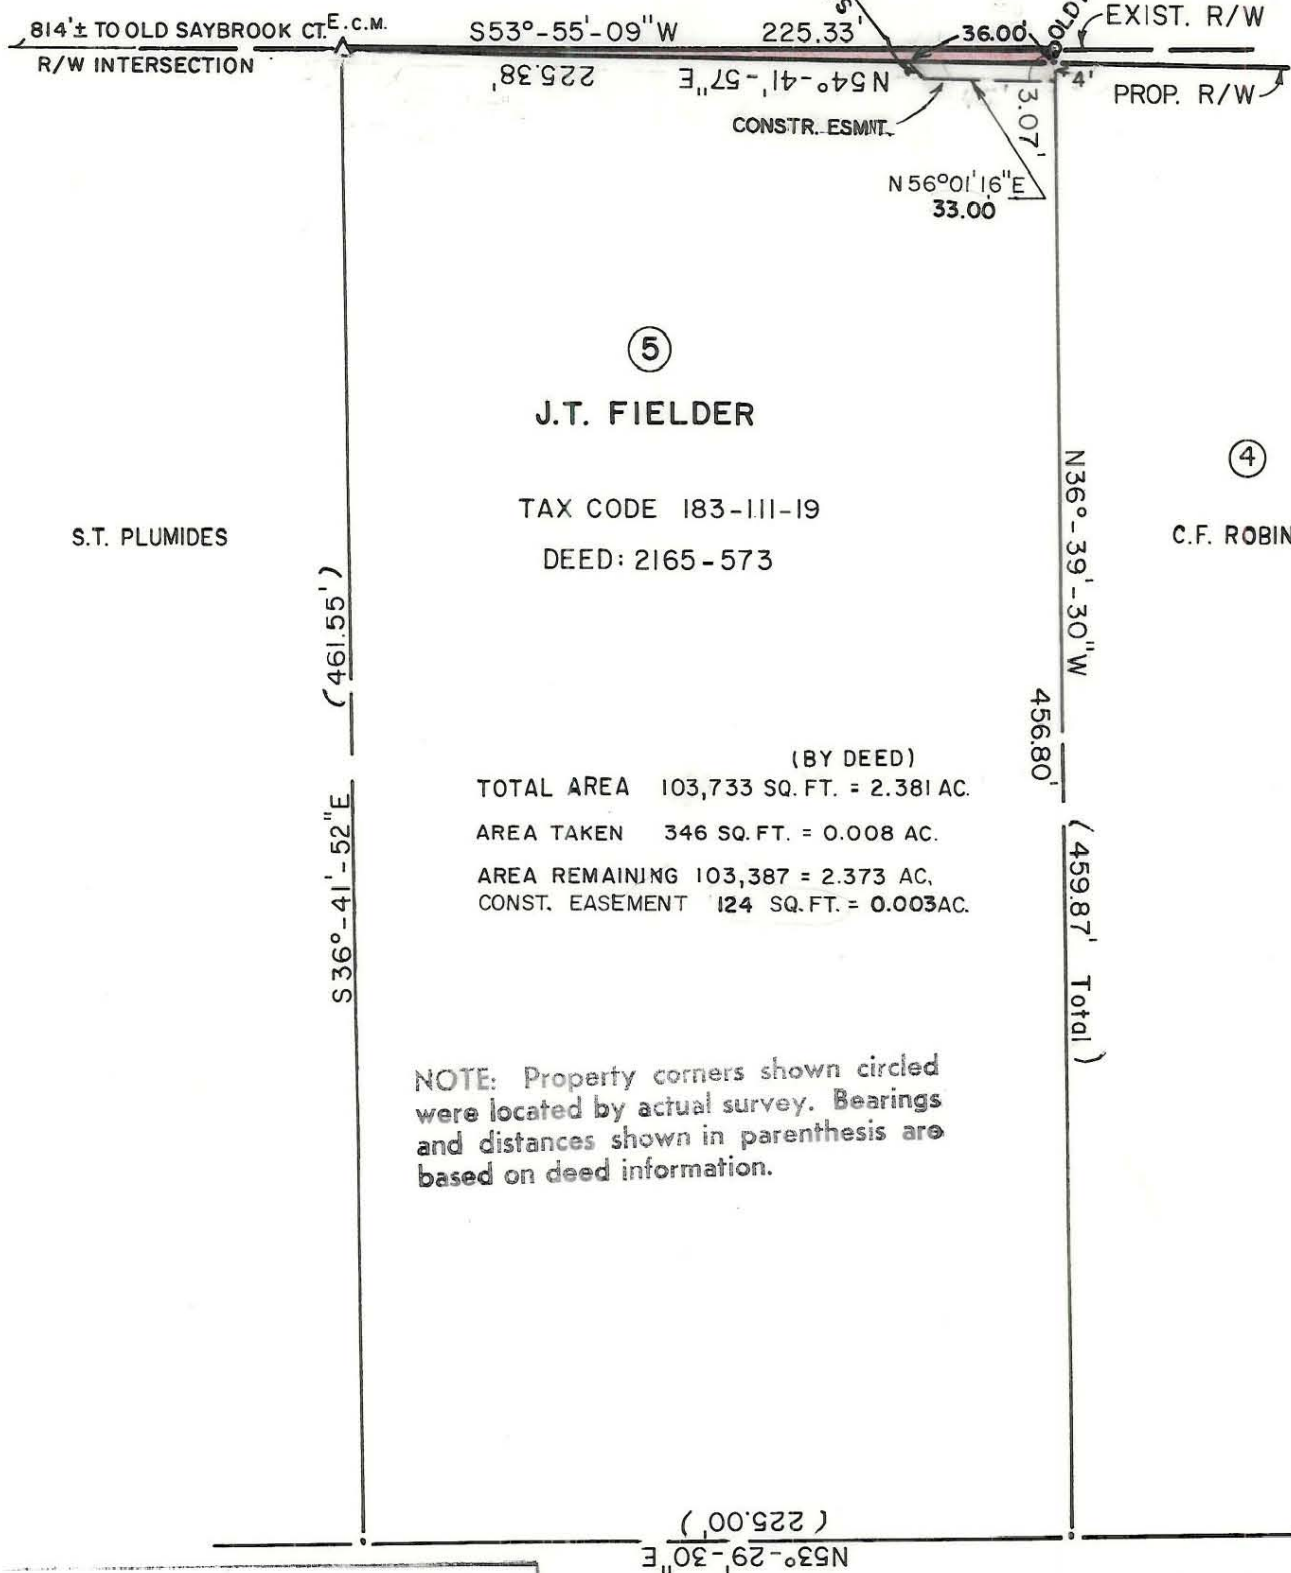 814'± TO OLD SAYBROOK CT.
R/W INTERSECTION
E.C.M.
S53°-55'-09"W 225.33'
S
36.00'
OLD
EXIST. R/W
N54°-41'-57"E 225.38'
4'
PROP. R/W
CONSTR. ESMNT.
3.07'
N56°01'16"E
33.00
5
J.T. FIELDER
TAX CODE 183-111-19
DEED: 2165-573
S.T. PLUMIDES
4
C.F. ROBIN
S36°-41'-52"E (461.55')
N36°-39'-30"W
456.80'
(459.87' Total)
(BY DEED)
TOTAL AREA 103,733 SQ. FT. = 2.381 AC.
AREA TAKEN 346 SQ. FT. = 0.008 AC.
AREA REMAINING 103,387 = 2.373 AC,
CONST. EASEMENT 124 SQ. FT. = 0.003AC.
NOTE: Property corners shown circled
were located by actual survey. Bearings
and distances shown in parenthesis are
based on deed information.
(225.00')
N53°-29'-30"E